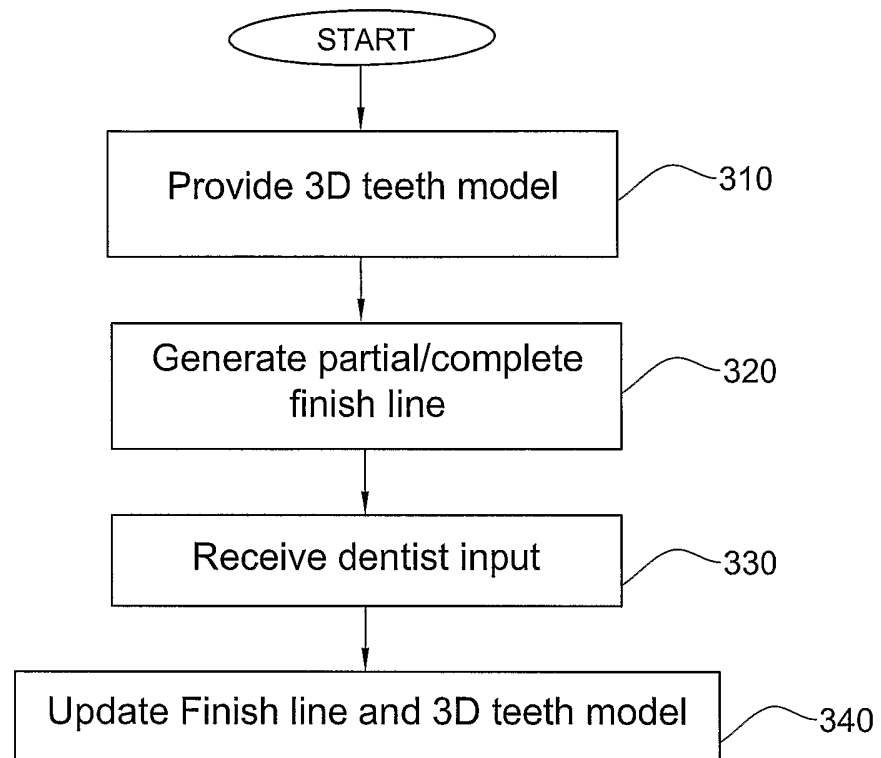 START
Provide 3D teeth model
310
Generate partial/complete
finish line
320
Receive dentist input
330
Update Finish line and 3D teeth model
340